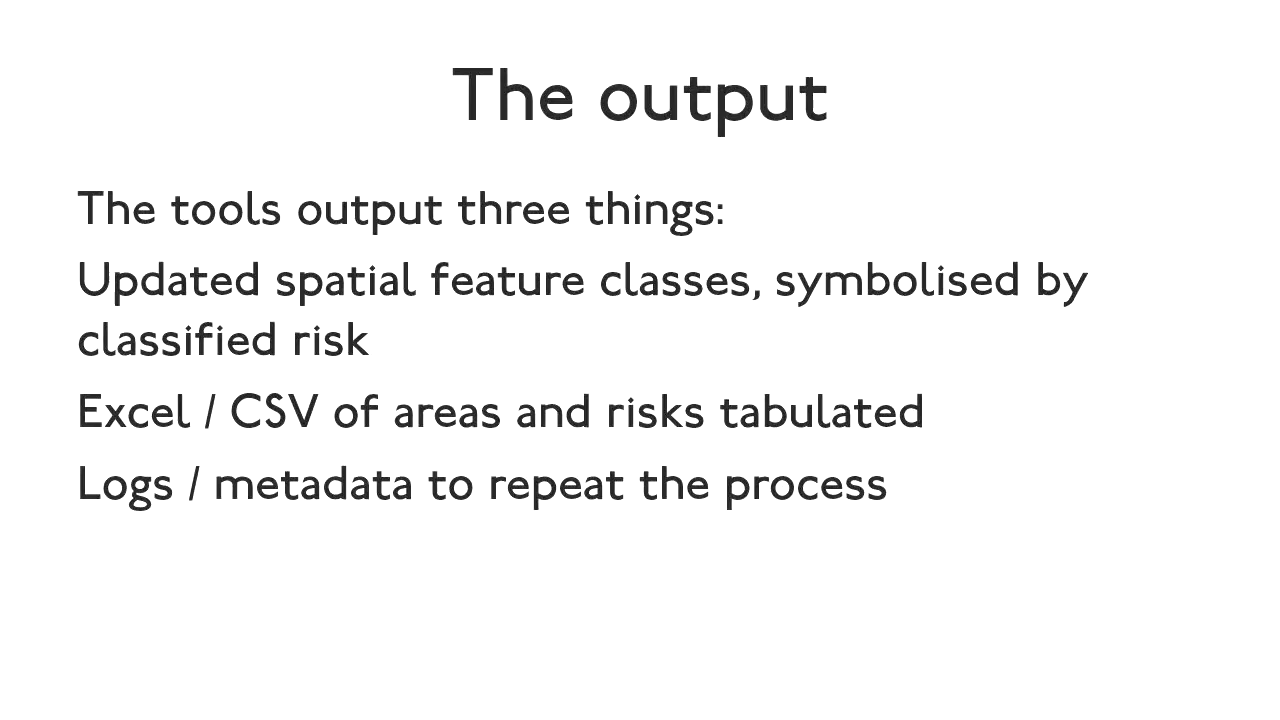 The output
The tools output three things:
Updated spatial feature classes, symbolised by
classified risk
Excel / CSV of areas and risks tabulated
Logs / metadata to repeat the process